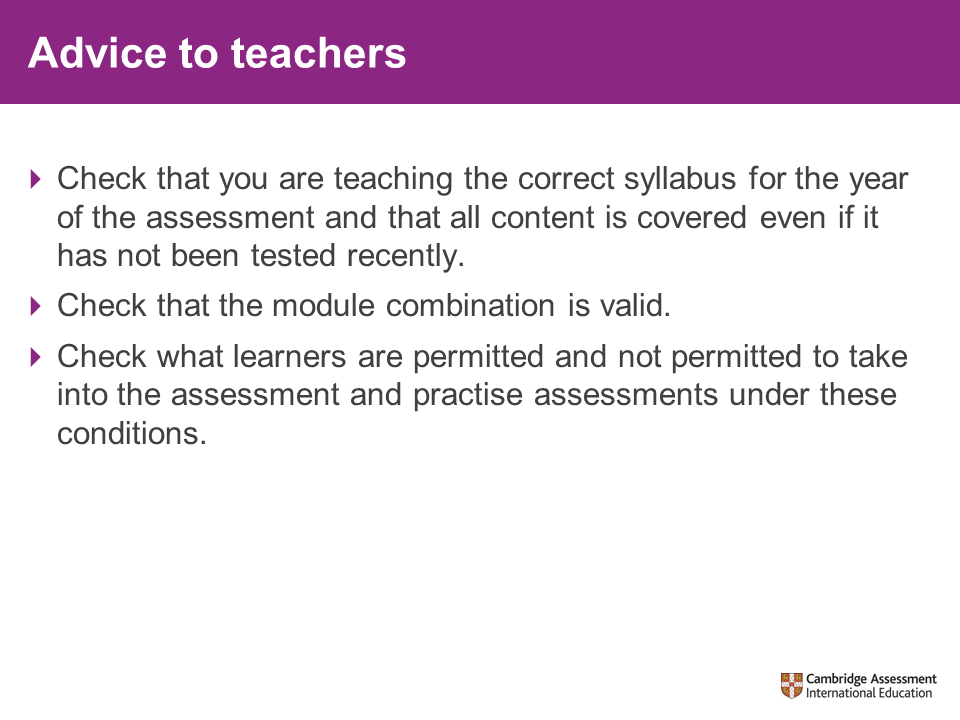 Advice to teachers
Check that you are teaching the correct syllabus for the year
of the assessment and that all content is covered even if it
has not been tested recently.
Check that the module combination is valid.
Check what learners are permitted and not permitted to take
into the assessment and practise assessments under these
conditions.
Cambridge Assessment
International Education